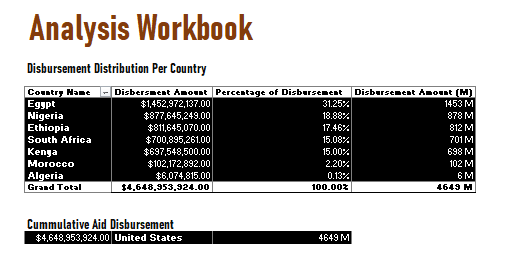 Analysis Workbook
Disbursement Distribution Per Country
Country Name Disbersment Amount Percentage of Disbursement Disbursement Amount (M)
Egypt $1,452,972,137.00 31.25% 1453 M
Nigeria $877,645,249.00 18.88% 878 M
Ethiopia $811,645,070.00 17.46% 812 M
South Africa $700,895,261.00 15.08% 701 M
Kenya $697,548,500.00 15.00% 698 M
Morocco $102,172,892.00 2.20% 102 M
Algeria $6,074,815.00 0.13% 6 M
Grand Total $4,648,953,924.00 100.00% 4649 M
Cummulative Aid Disbursement
$4,648,953,924.00 United States 4649 M